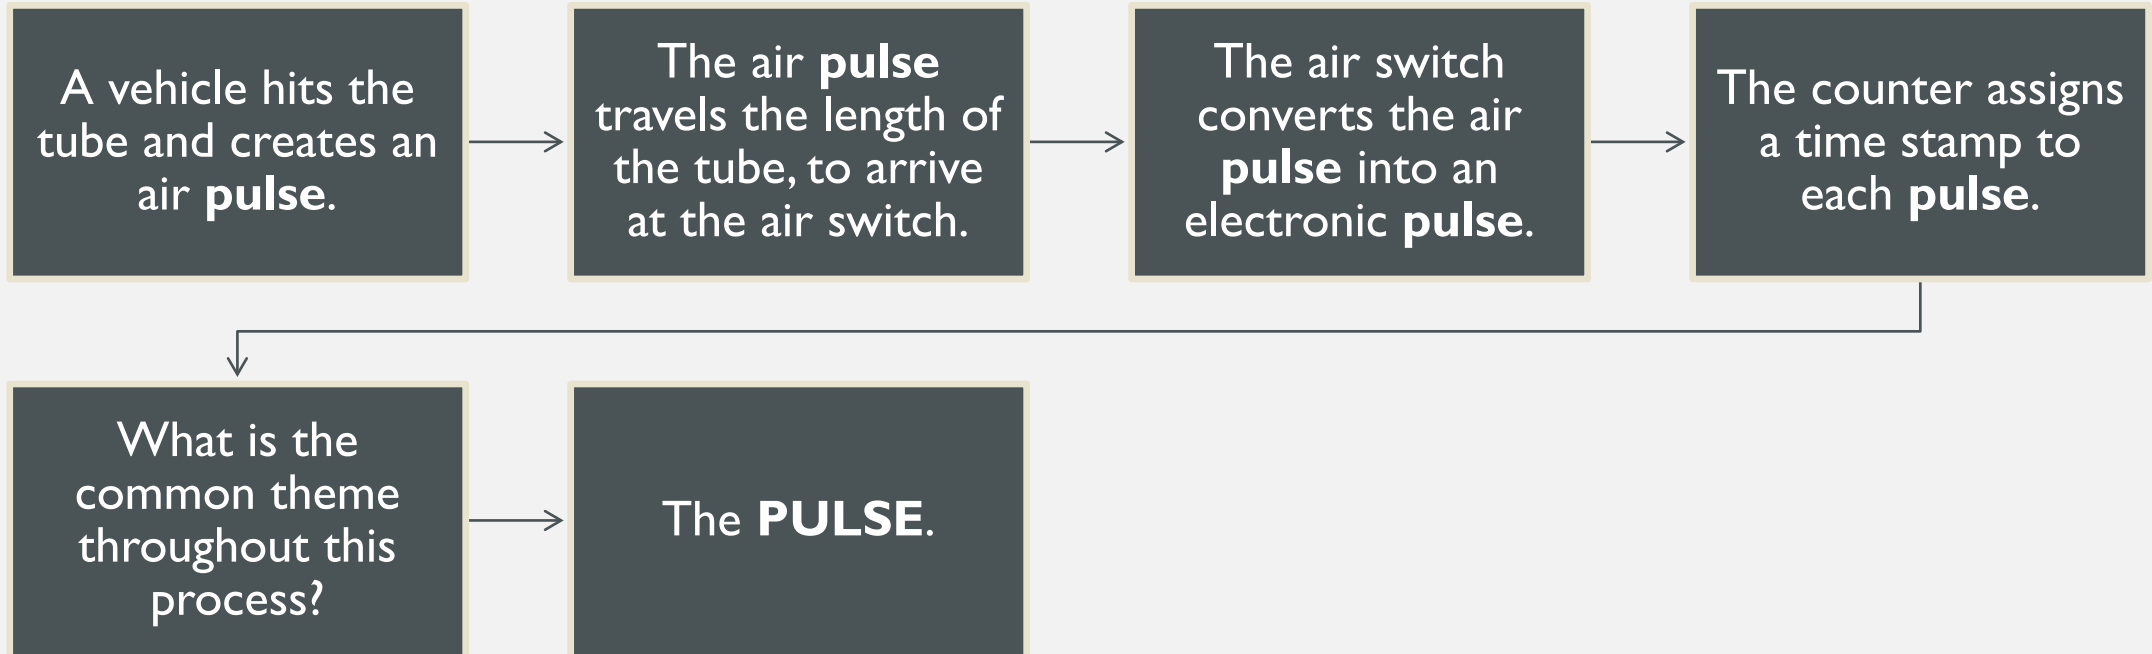 A vehicle hits the
tube and creates an
air pulse.
The air pulse
travels the length of
the tube, to arrive
at the air switch.
The air switch
converts the air
pulse into an
electronic pulse.
The counter assigns
a time stamp to
each pulse.
What is the
common theme
throughout this
process?
The PULSE.